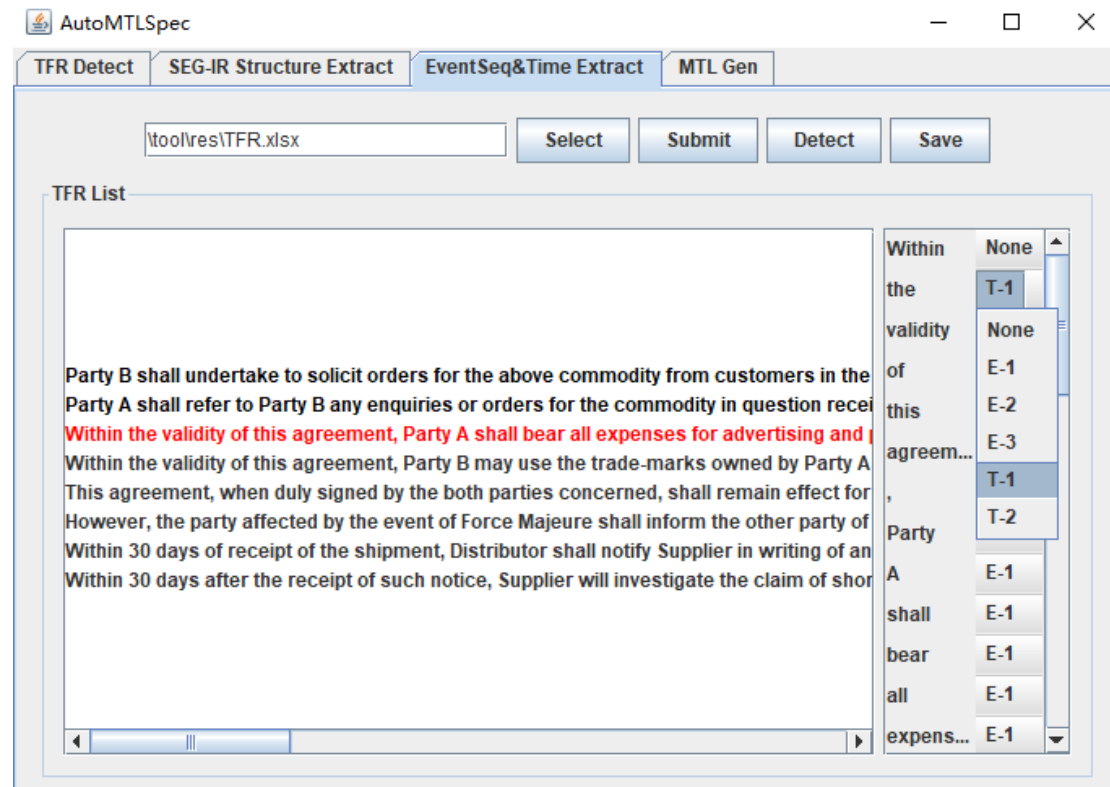 AutoMTLSpec
TFR Detect SEG-IR Structure Extract EventSeq&Time Extract MTL Gen
\tool\res\TFR.xlsx Select Submit Detect Save
TFR List
Party B shall undertake to solicit orders for the above commodity from customers in the
Party A shall refer to Party B any enquiries or orders for the commodity in question recei
Within the validity of this agreement, Party A shall bear all expenses for advertising and
Within the validity of this agreement, Party B may use the trade-marks owned by Party A
This agreement, when duly signed by the both parties concerned, shall remain effect for
However, the party affected by the event of Force Majeure shall inform the other party of
Within 30 days of receipt of the shipment, Distributor shall notify Supplier in writing of an
Within 30 days after the receipt of such notice, Supplier will investigate the claim of shor
Within None
the T-1
validity None
of E-1
this E-2
agreem... E-3
, T-1
Party T-2
A E-1
shall E-1
bear E-1
all E-1
expens... E-1